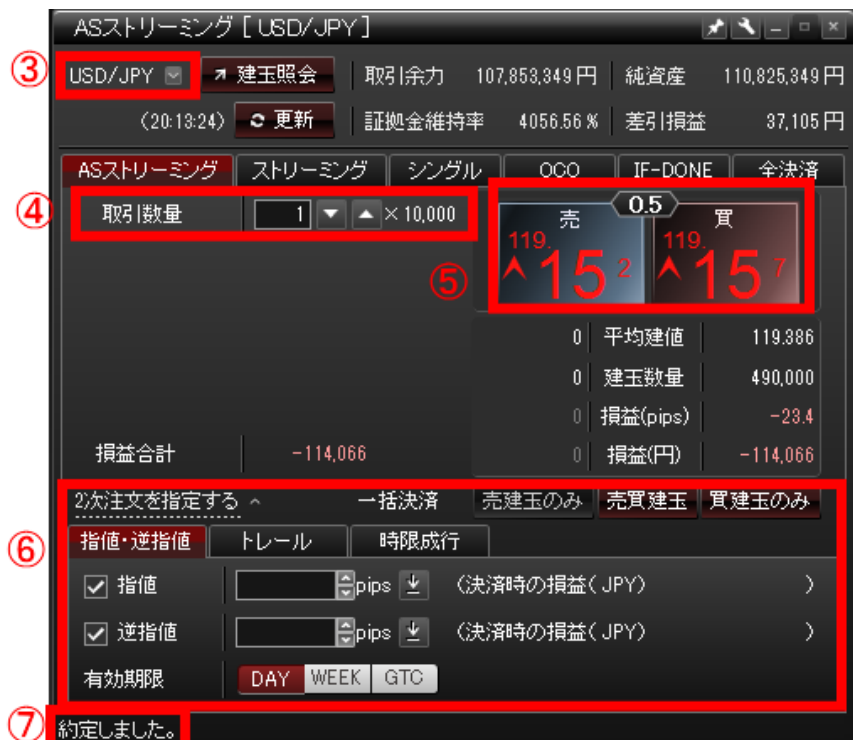 ASストリーミング [ USD/JPY ]
③ USD/JPY 建玉照会 取引余力 107,853,349 円 純資産 110,825,349 円
(20:13:24) 更新 証拠金維持率 4056.56 % 差引損益 37,105 円
ASストリーミング ストリーミング シングル OCO IF-DONE 全決済
④ 取引数量 1 × 10,000
売 0.5 買
⑤ 119.152 119.157
0 平均建値 119.386
0 建玉数量 490,000
0 損益(pips) -23.4
損益合計 -114,066 0 損益(円) -114,066
2次注文を指定する 一括決済 売建玉のみ 売買建玉 買建玉のみ
⑥ 指値・逆指値 トレール 時限成行
指値 pips (決済時の損益( JPY) )
逆指値 pips (決済時の損益( JPY) )
有効期限 DAY WEEK GTC
⑦ 約定しました。